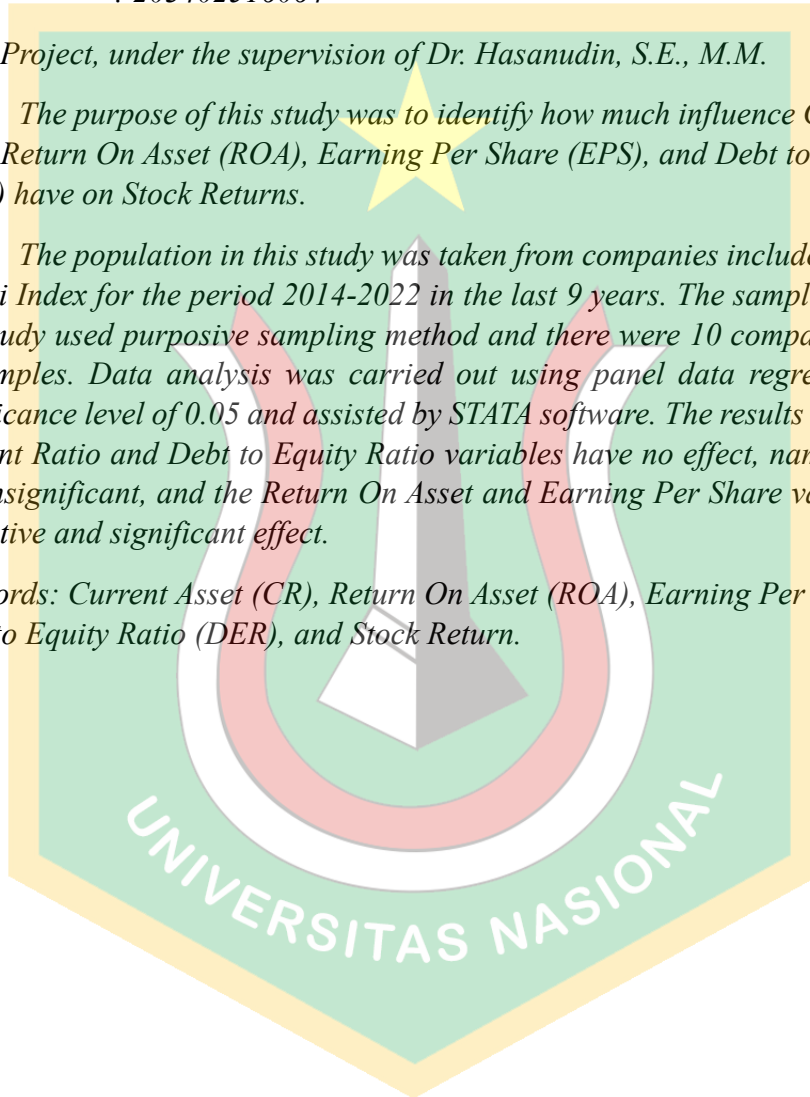 Project, under the supervision of Dr. Hasanudin, S.E., M.M.
The purpose of this study was to identify how much influence
Return On Asset (ROA), Earning Per Share (EPS), and Debt to
) have on Stock Returns.
The population in this study was taken from companies include
i Index for the period 2014-2022 in the last 9 years. The sampl
udy used purposive sampling method and there were 10 compa
mples. Data analysis was carried out using panel data regre
icance level of 0.05 and assisted by STATA software. The results
nt Ratio and Debt to Equity Ratio variables have no effect, nam
nsignificant, and the Return On Asset and Earning Per Share va
tive and significant effect.
ords: Current Asset (CR), Return On Asset (ROA), Earning Per
to Equity Ratio (DER), and Stock Return.
UNIVERSITAS NASIONAL